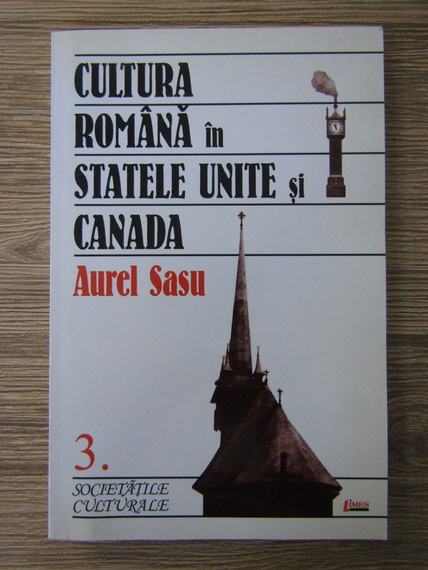 CULTURA
ROMÂNĂ în
STATELE UNITE și
CANADA
Aurel Sasu
3.
SOCIETĂȚILE
CULTURALE
LIMES